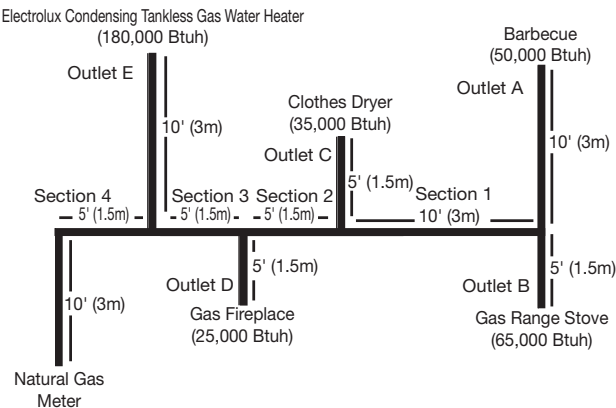 Electrolux Condensing Tankless Gas Water Heater
(180,000 Btuh)
Barbecue
(50,000 Btuh)
Outlet E
Outlet A
Clothes Dryer
(35,000 Btuh)
10' (3m)
10' (3m)
Outlet C
5' (1.5m)
Section 4
Section 3
Section 2
Section 1
5' (1.5m)
5' (1.5m)
5' (1.5m)
10' (3m)
5' (1.5m)
5' (1.5m)
Outlet D
Outlet B
10' (3m)
Gas Fireplace
(25,000 Btuh)
Gas Range Stove
(65,000 Btuh)
Natural Gas
Meter